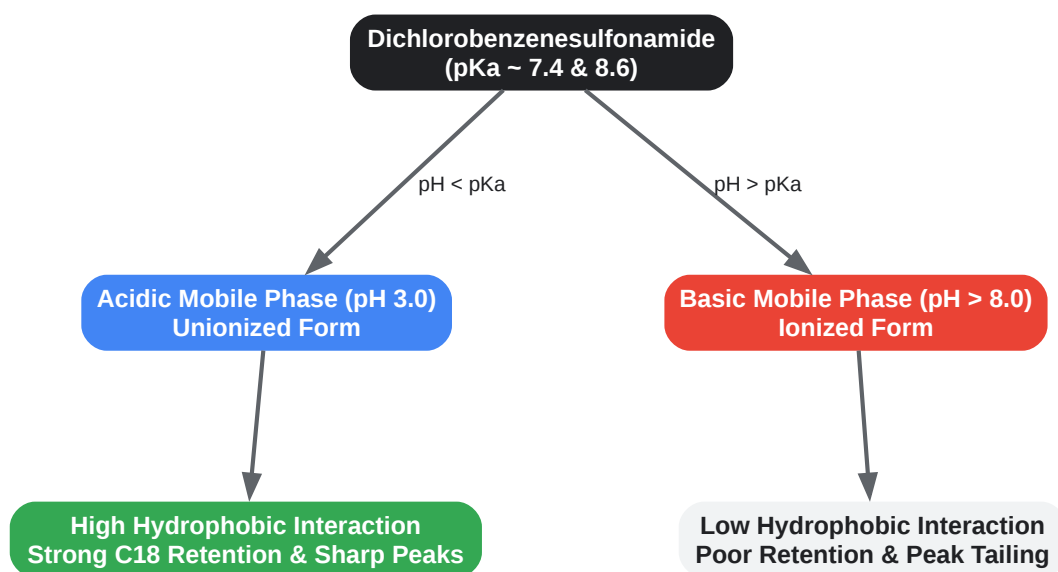 Dichlorobenzenesulfonamide
(pKa ~ 7.4 & 8.6)
pH < pKa
pH > pKa
Acidic Mobile Phase (pH 3.0)
Unionized Form
Basic Mobile Phase (pH > 8.0)
Ionized Form
High Hydrophobic Interaction
Strong C18 Retention & Sharp Peaks
Low Hydrophobic Interaction
Poor Retention & Peak Tailing